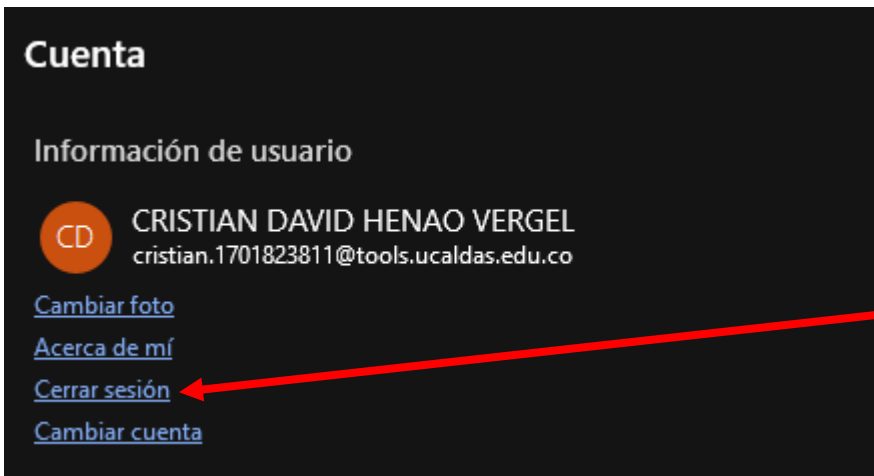 Cuenta
Información de usuario
CD
CRISTIAN DAVID HENAO VERGEL
cristian.1701823811@tools.ucaldas.edu.co
Cambiar foto
Acerca de mí
Cerrar sesión
Cambiar cuenta